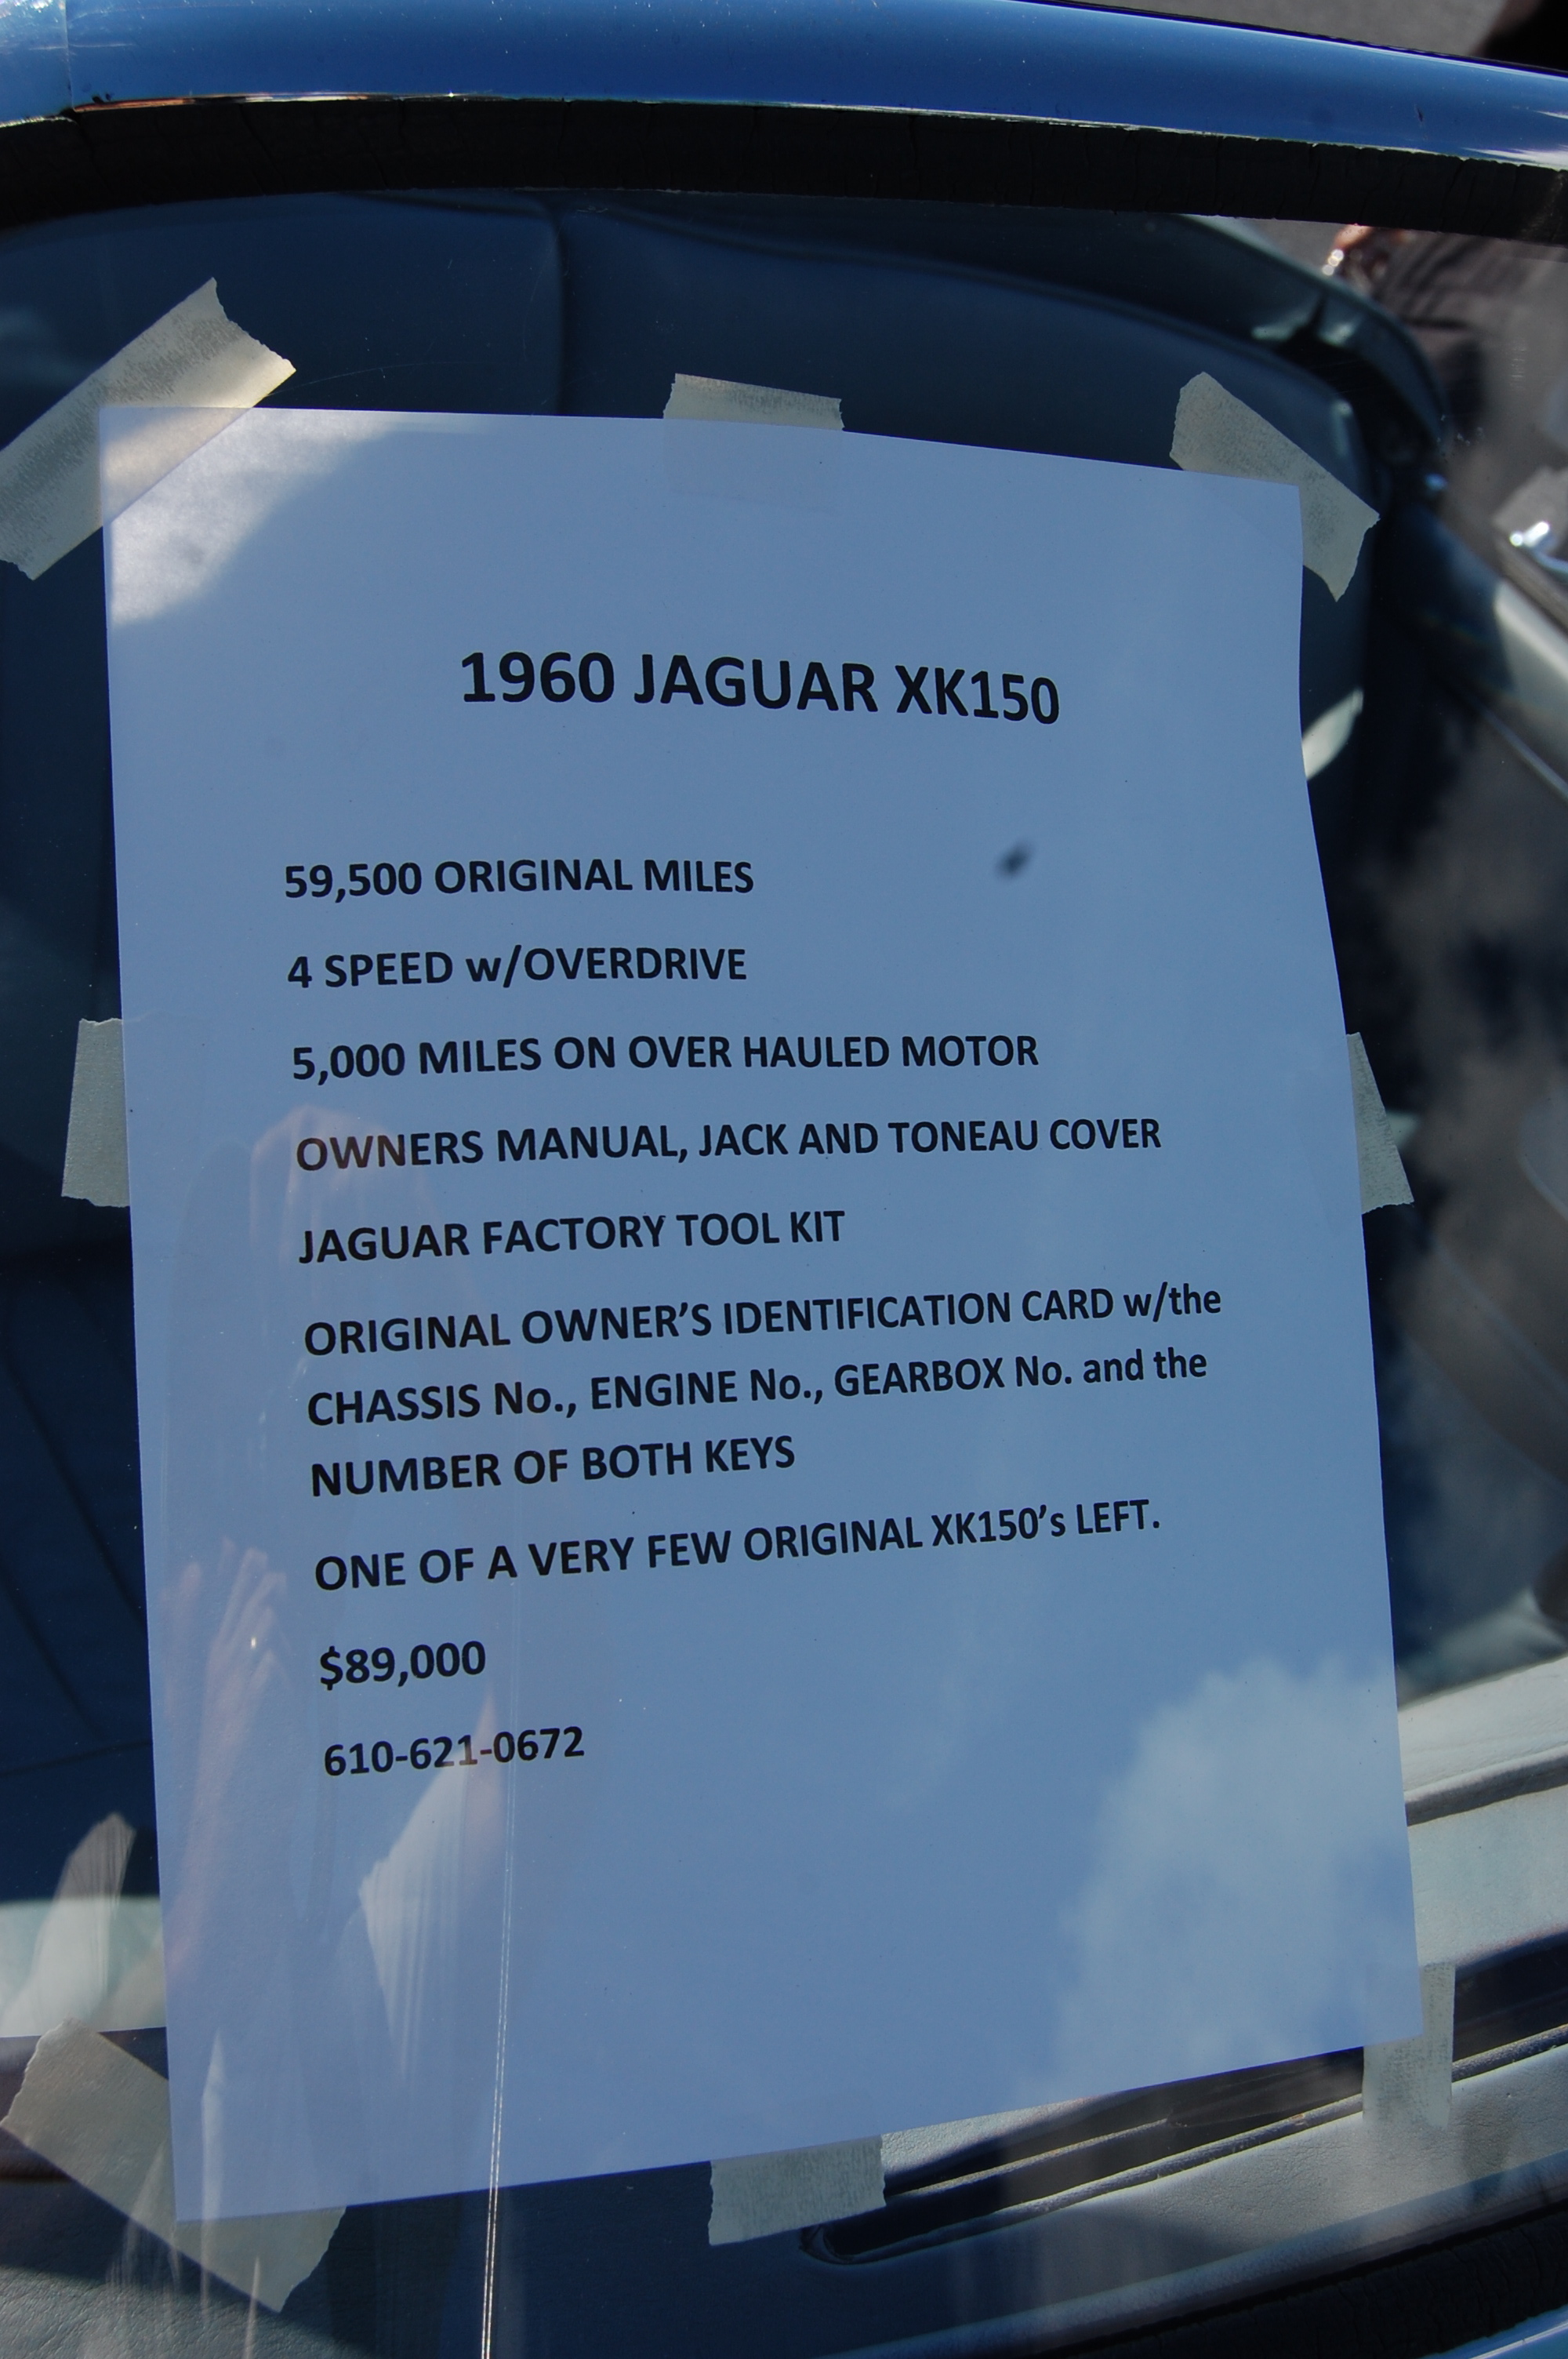 1960 JAGUAR XK150
59,500 ORIGINAL MILES
4 SPEED w/OVERDRIVE
5,000 MILES ON OVER HAULED MOTOR
OWNERS MANUAL, JACK AND TONEAU COVER
JAGUAR FACTORY TOOL KIT
ORIGINAL OWNER’S IDENTIFICATION CARD w/the
CHASSIS No., ENGINE No., GEARBOX No. and the
NUMBER OF BOTH KEYS
ONE OF A VERY FEW ORIGINAL XK150’s LEFT.
$89,000
610-621-0672